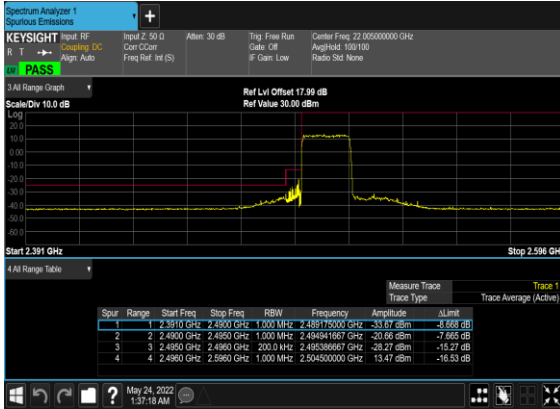 Spectrum Analyzer 1
Spurious Emissions
+
KEYSIGHT
R T
LXI
PASS
Input: RF
Coupling: DC
Align: Auto
Input Z: 50 Ω
Corr CCorr
Freq Ref: Int (S)
Atten: 30 dB
Trig: Free Run
Gate: Off
IF Gain: Low
Center Freq: 22.005000000 GHz
Avg|Hold: 100/100
Radio Std: None
3 All Range Graph
Scale/Div 10.0 dB
Ref Lvl Offset 17.99 dB
Ref Value 30.00 dBm
Log
20.0
10.0
0.00
-10.0
-20.0
-30.0
-40.0
-50.0
-60.0
Start 2.391 GHz
Stop 2.596 GH
4 All Range Table
Measure Trace Trace 1
Trace Type Trace Average (Active)
Spur Range Start Freq Stop Freq RBW Frequency Amplitude ΔLimit
1 1 2.3910 GHz 2.4900 GHz 1.000 MHz 2.489175000 GHz -33.67 dBm -8.668 dB
2 2 2.4900 GHz 2.4950 GHz 1.000 MHz 2.494941667 GHz -20.66 dBm -7.665 dB
3 3 2.4950 GHz 2.4960 GHz 200.0 kHz 2.495386667 GHz -28.27 dBm -15.27 dB
4 4 2.4960 GHz 2.5960 GHz 1.000 MHz 2.504500000 GHz 13.47 dBm -16.53 dB
?
May 24, 2022
1:37:18 AM